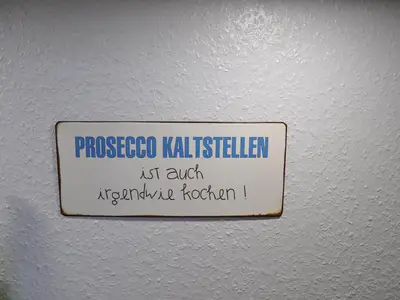 PROSECCO KALTSTELLEN
ist auch
irgendwie kochen !